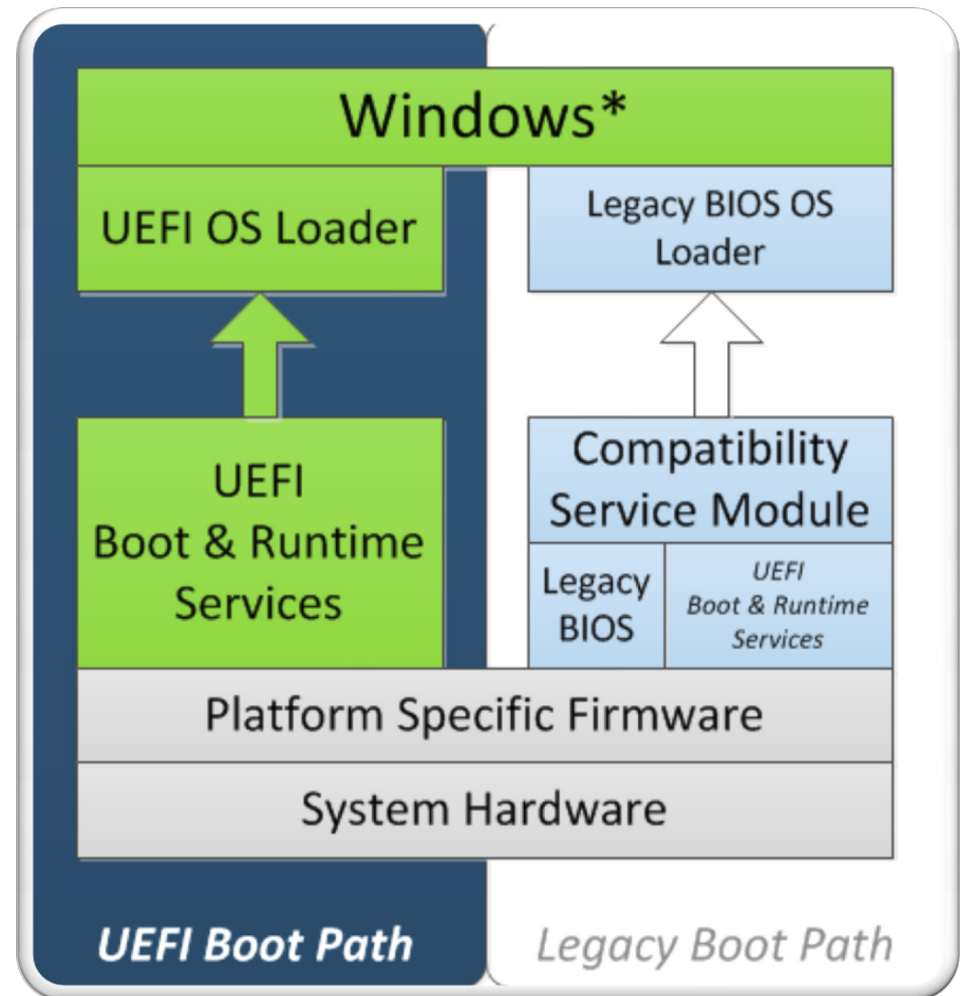 Windows*
UEFI OS Loader
Legacy BIOS OS
Loader
UEFI
Boot & Runtime
Services
Compatibility
Service Module
Legacy
BIOS
UEFI
Boot & Runtime
Services
Platform Specific Firmware
System Hardware
UEFI Boot Path
Legacy Boot Path